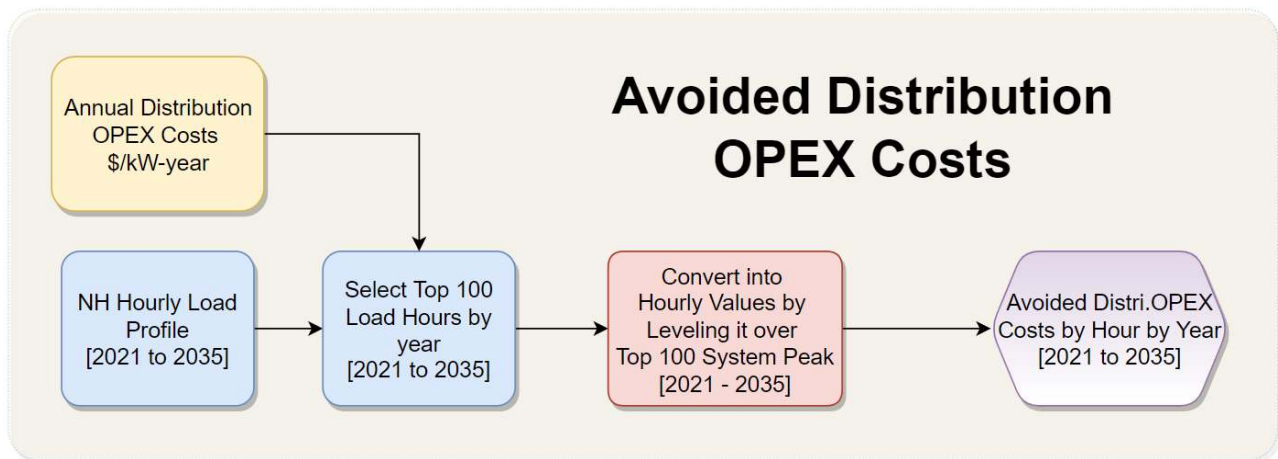 Avoided Distribution
OPEX Costs
Annual Distribution
OPEX Costs
$/kW-year
NH Hourly Load
Profile
[2021 to 2035]
Select Top 100
Load Hours by
year
[2021 to 2035]
Convert into
Hourly Values by
Leveling it over
Top 100 System Peak
[2021 - 2035]
Avoided Distri.OPEX
Costs by Hour by Year
[2021 to 2035]